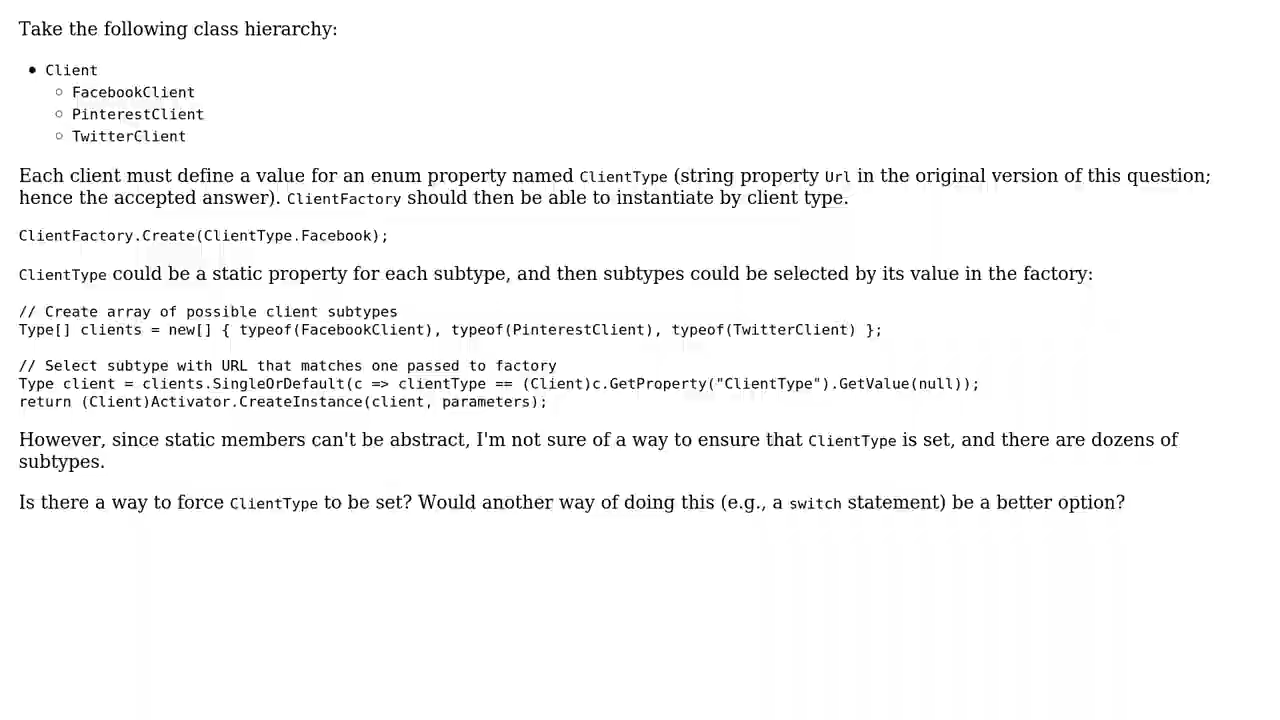 Take the following class hierarchy:
Client
FacebookClient
PinterestClient
TwitterClient
Each client must define a value for an enum property named ClientType (string property Url in the original version of this question;
hence the accepted answer). ClientFactory should then be able to instantiate by client type.
ClientFactory.Create(ClientType.Facebook);
ClientType could be a static property for each subtype, and then subtypes could be selected by its value in the factory:
// Create array of possible client subtypes
Type[] clients = new[] { typeof(FacebookClient), typeof(PinterestClient), typeof(TwitterClient) };
// Select subtype with URL that matches one passed to factory
Type client = clients.SingleOrDefault(c => clientType == (Client)c.GetProperty("ClientType").GetValue(null));
return (Client)Activator.CreateInstance(client, parameters);
However, since static members can't be abstract, I'm not sure of a way to ensure that ClientType is set, and there are dozens of
subtypes.
Is there a way to force ClientType to be set? Would another way of doing this (e.g., a switch statement) be a better option?